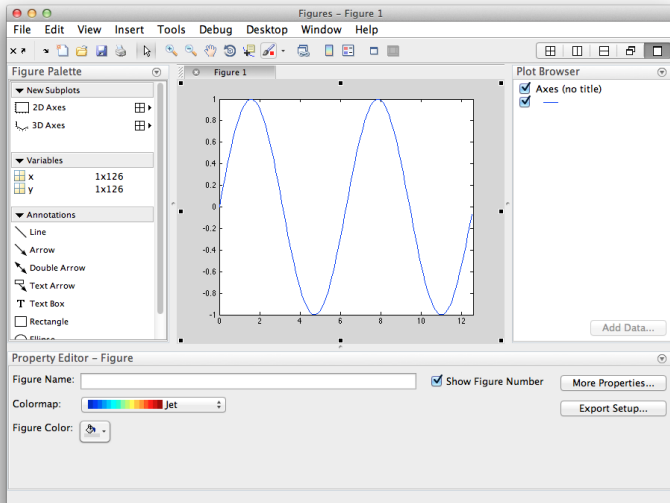 Figures - Figure 1
File Edit View Insert Tools Debug Desktop Window Help
Figure Palette
New Subplots
2D Axes
3D Axes
Variables
x 1x126
y 1x126
Annotations
Line
Arrow
Double Arrow
Text Arrow
T Text Box
Rectangle
Ellipse
Figure 1
1
0.8
0.6
0.4
0.2
0
-0.2
-0.4
-0.6
-0.8
-1
0 2 4 6 8 10 12
Plot Browser
Axes (no title)
Add Data...
Property Editor - Figure
Figure Name:
Show Figure Number
More Properties...
Colormap:
Jet
Export Setup...
Figure Color: